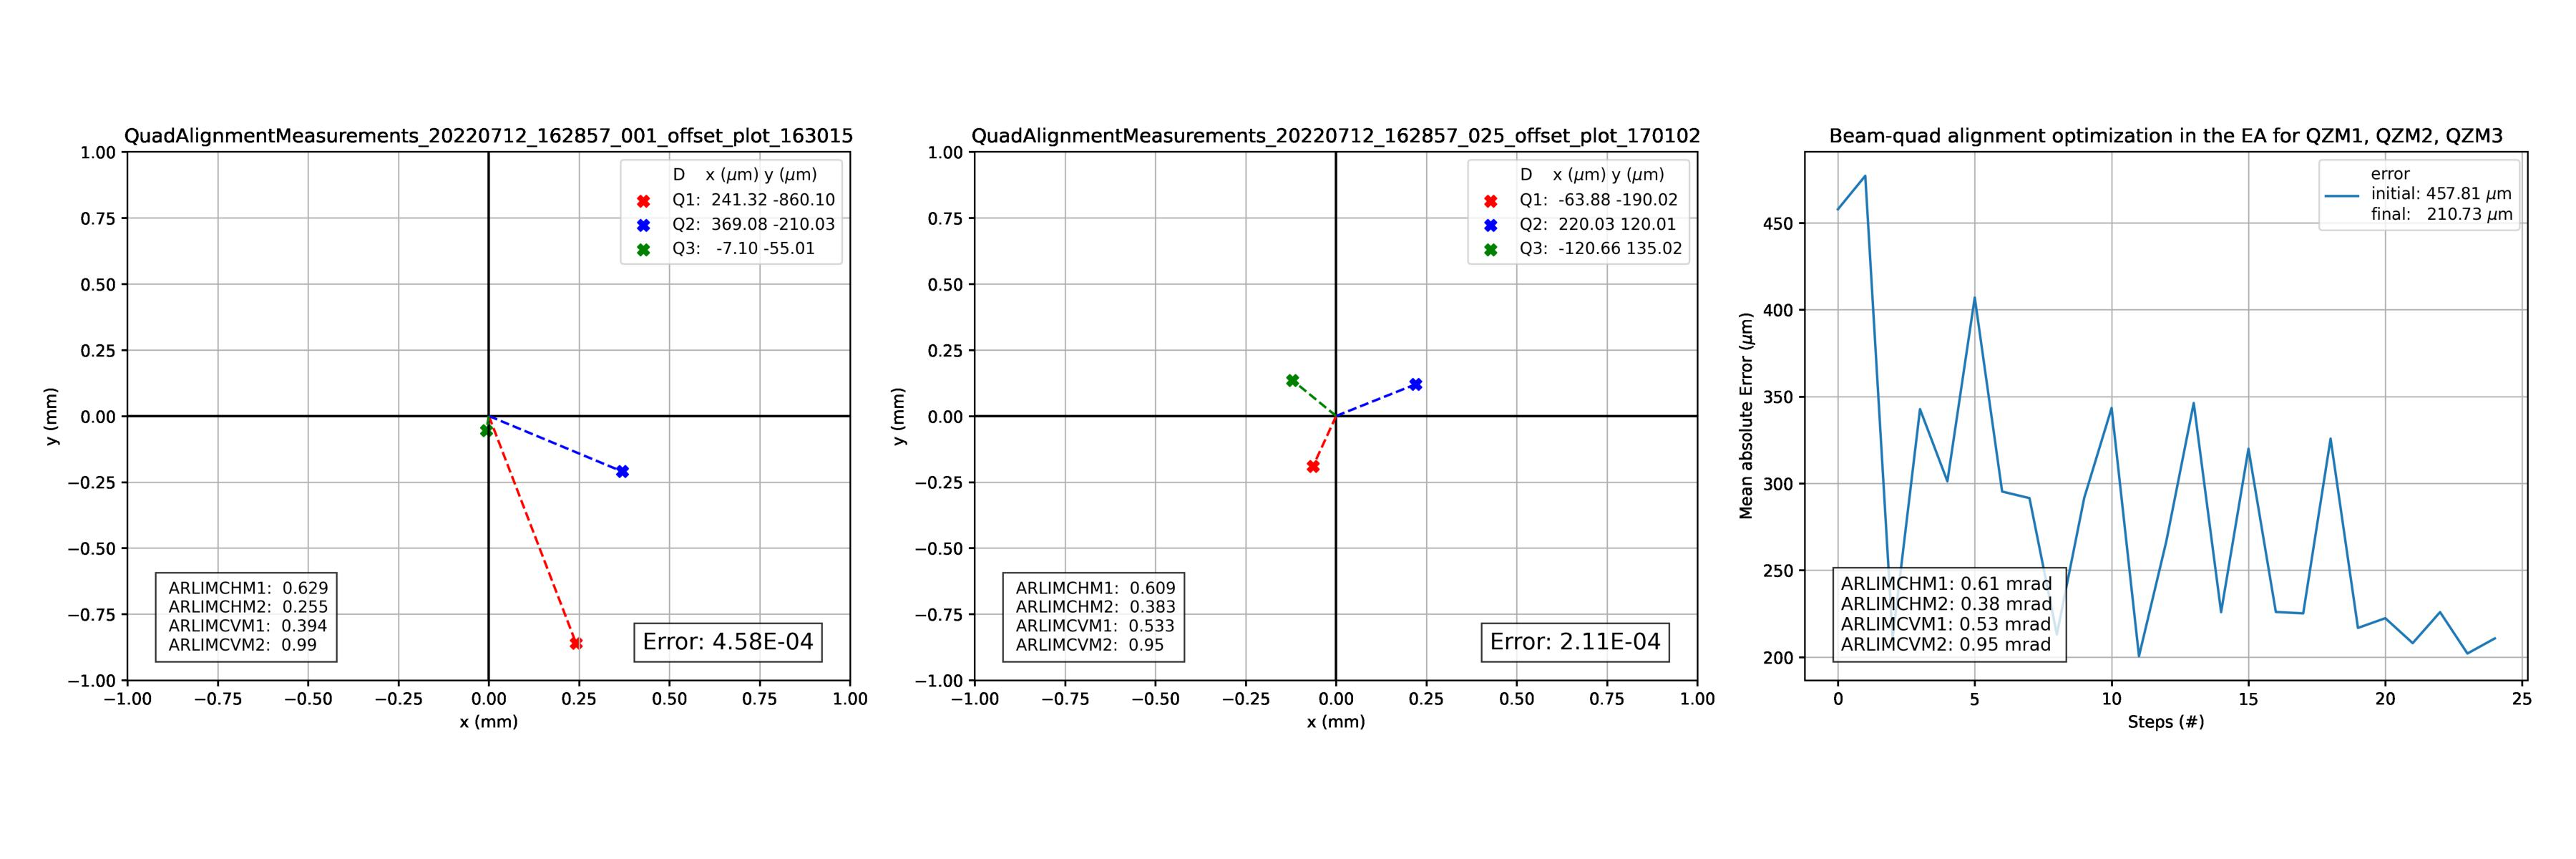 QuadAlignmentMeasurements_20220712_162857_001_offset_plot_163015
1.00
0.75
0.50
0.25
0.00
−0.25
−0.50
−0.75
−1.00
y (mm)
D x (μm) y (μm)
Q1: 241.32 -860.10
Q2: 369.08 -210.03
Q3: -7.10 -55.01
ARLIMCHM1: 0.629
ARLIMCHM2: 0.255
ARLIMCVM1: 0.394
ARLIMCVM2: 0.99
Error: 4.58E-04
−1.00 −0.75 −0.50 −0.25 0.00 0.25 0.50 0.75 1.00
x (mm)
QuadAlignmentMeasurements_20220712_162857_025_offset_plot_170102
1.00
0.75
0.50
0.25
0.00
−0.25
−0.50
−0.75
−1.00
y (mm)
D x (μm) y (μm)
Q1: -63.88 -190.02
Q2: 220.03 120.01
Q3: -120.66 135.02
ARLIMCHM1: 0.609
ARLIMCHM2: 0.383
ARLIMCVM1: 0.533
ARLIMCVM2: 0.95
Error: 2.11E-04
−1.00 −0.75 −0.50 −0.25 0.00 0.25 0.50 0.75 1.00
x (mm)
Beam-quad alignment optimization in the EA for QZM1, QZM2, QZM3
450
400
350
300
250
200
Mean absolute Error (μm)
error
initial: 457.81 μm
final: 210.73 μm
ARLIMCHM1: 0.61 mrad
ARLIMCHM2: 0.38 mrad
ARLIMCVM1: 0.53 mrad
ARLIMCVM2: 0.95 mrad
0 5 10 15 20 25
Steps (#)